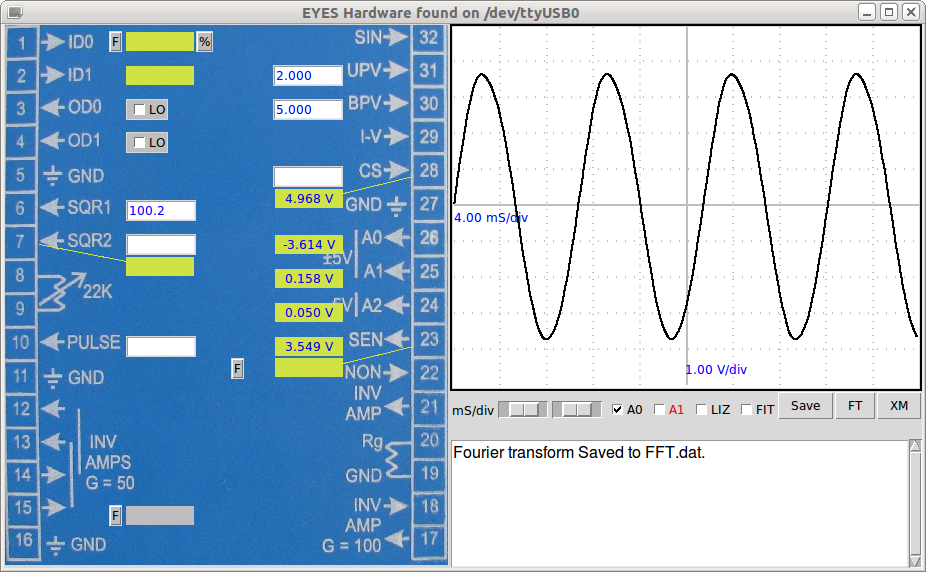 EYES Hardware found on /dev/ttyUSB0
1 ID0 F % SIN 32
2 ID1 2.000 UPV 31
3 OD0 LO 5.000 BPV 30
4 OD1 LO I-V 29
5 GND CS 28
4.968 V GND 27
6 SQR1 100.2
7 SQR2 -3.614 V A0 26
±5V
8 22K 0.158 V A1 25
9 0.050 V 5V A2 24
10 PULSE 3.549 V SEN 23
11 GND F NON 22
INV
12 AMP 21
13 INV Rg 20
AMPS
14 G = 50 GND 19
15 F INV 18
AMP
16 GND G = 100 17
4.00 mS/div
1.00 V/div
mS/div A0 A1 LIZ FIT Save FT XM
Fourier transform Saved to FFT.dat.